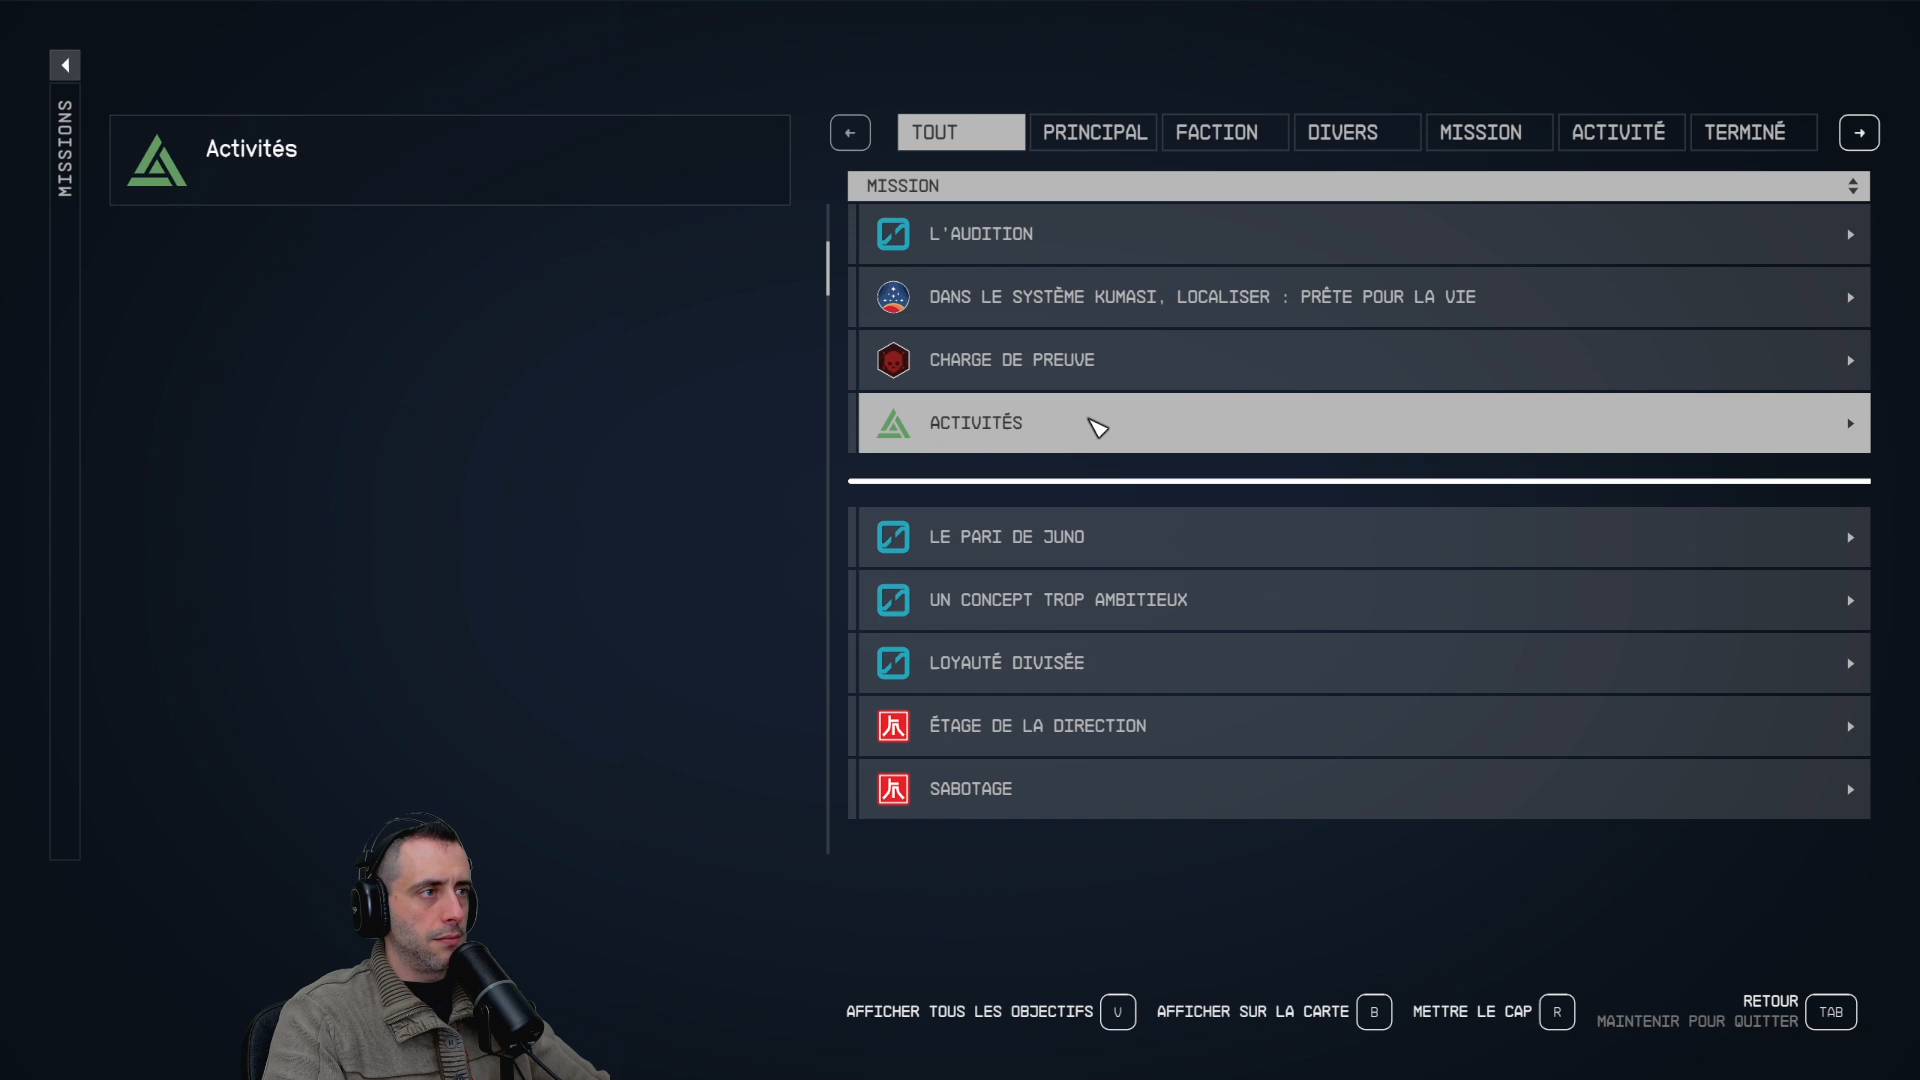 MISSIONS
Activités
TOUT
PRINCIPAL
FACTION
DIVERS
MISSION
ACTIVITÉ
TERMINÉ
MISSION
L'AUDITION
DANS LE SYSTÈME KUMASI, LOCALISER : PRÊTE POUR LA VIE
CHARGE DE PREUVE
ACTIVITÉS
LE PARI DE JUNO
UN CONCEPT TROP AMBITIEUX
LOYAUTÉ DIVISÉE
ÉTAGE DE LA DIRECTION
SABOTAGE
AFFICHER TOUS LES OBJECTIFS V
AFFICHER SUR LA CARTE B
METTRE LE CAP R
RETOUR
MAINTENIR POUR QUITTER
TAB